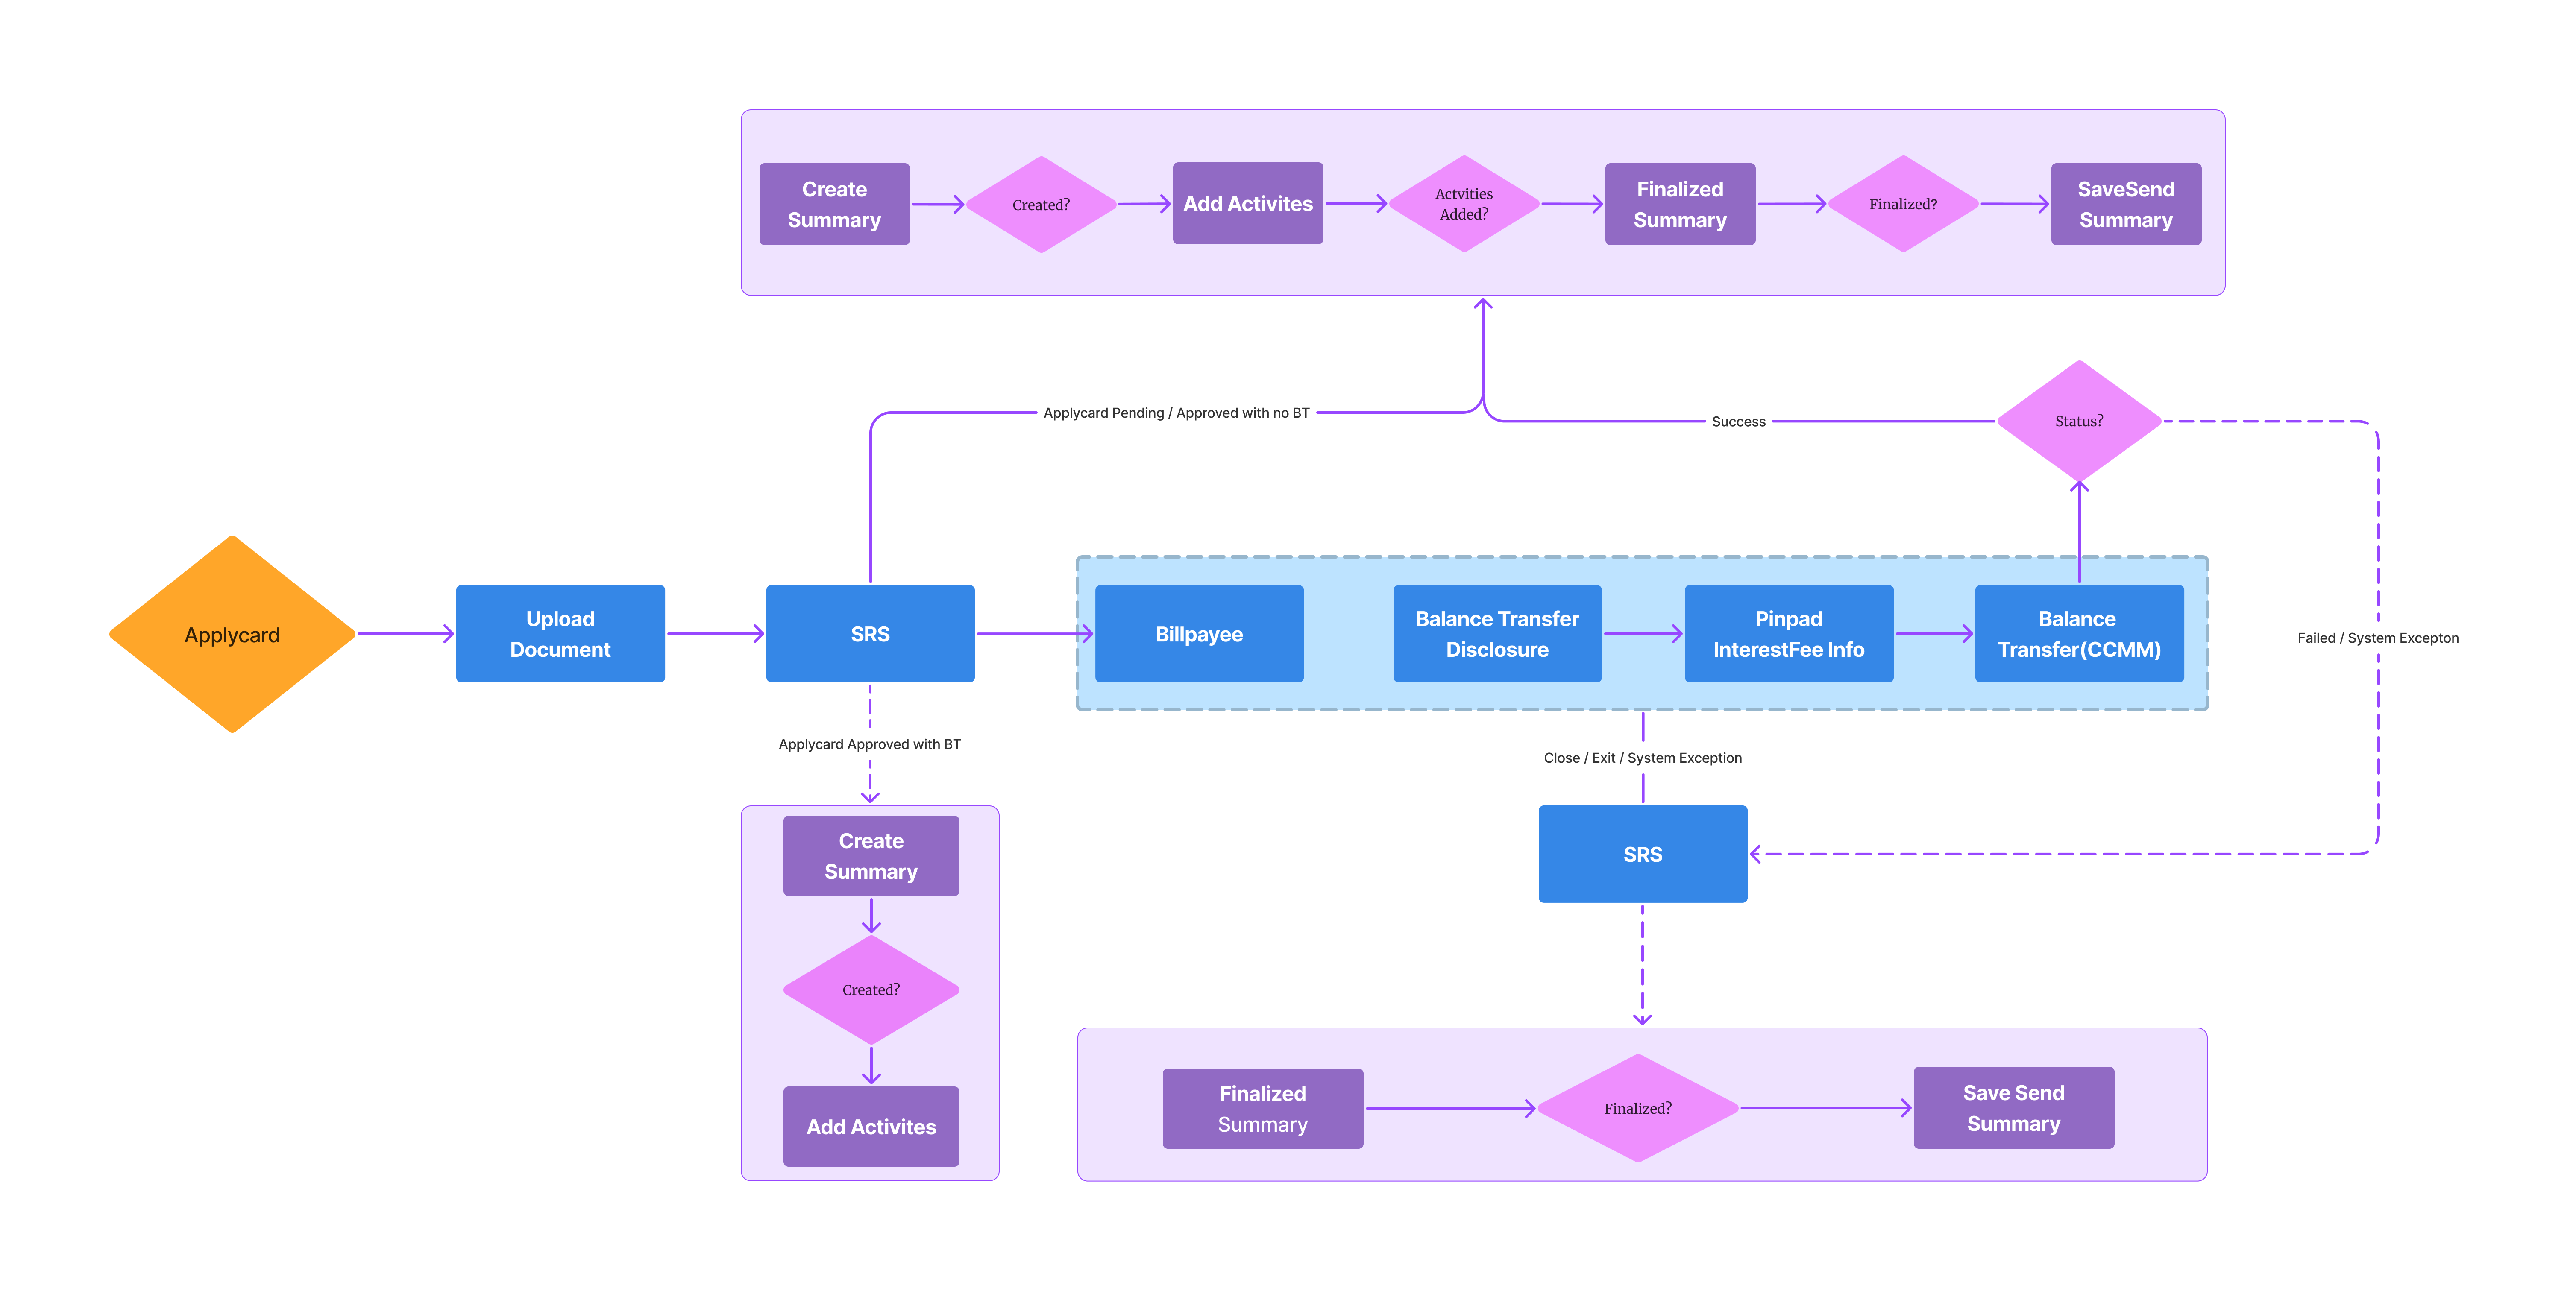 Create
Summary
Created?
Add Activites
Actvities
Added?
Finalized
Summary
Finalized?
SaveSend
Summary
Applycard Pending / Approved with no BT
Success
Status?
Applycard
Upload
Document
SRS
Billpayee
Balance Transfer
Disclosure
Pinpad
InterestFee Info
Balance
Transfer(CCMM)
Failed / System Excepton
Applycard Approved with BT
Close / Exit / System Exception
Create
Summary
Created?
Add Activites
SRS
Finalized
Summary
Finalized?
Save Send
Summary